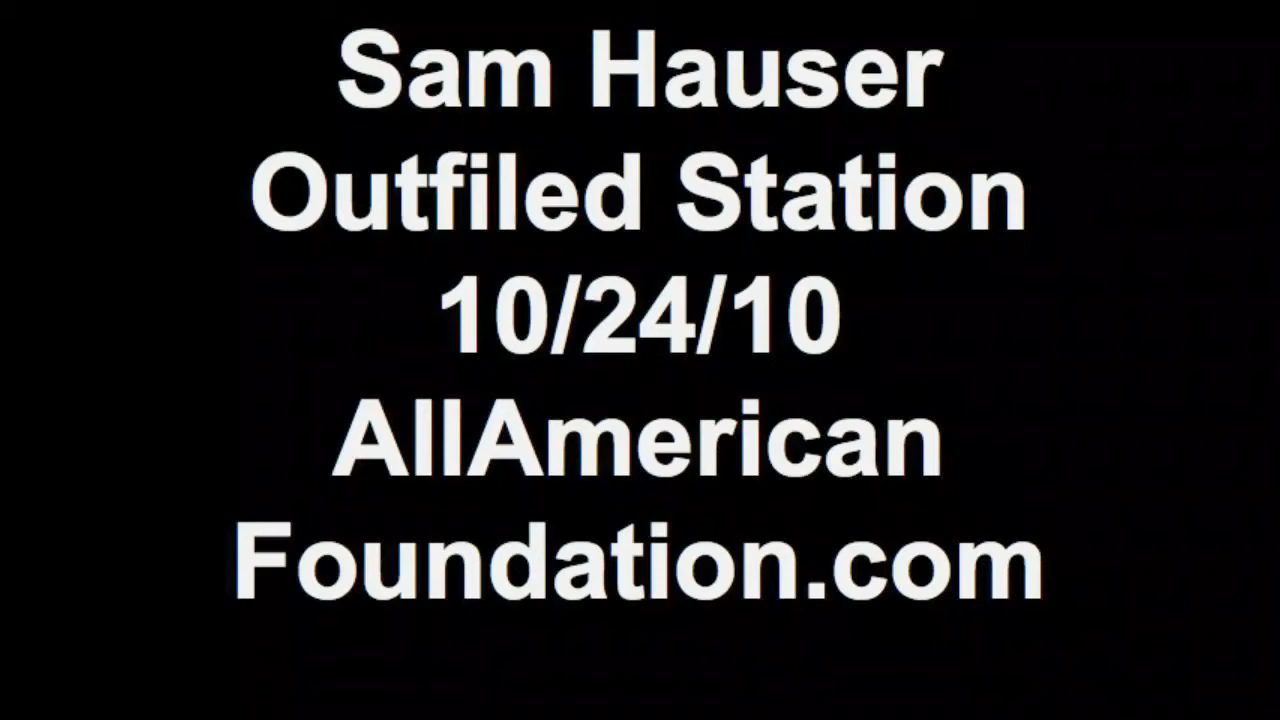 Sam Hauser
Outfiled Station
10/24/10
AllAmerican
Foundation.com